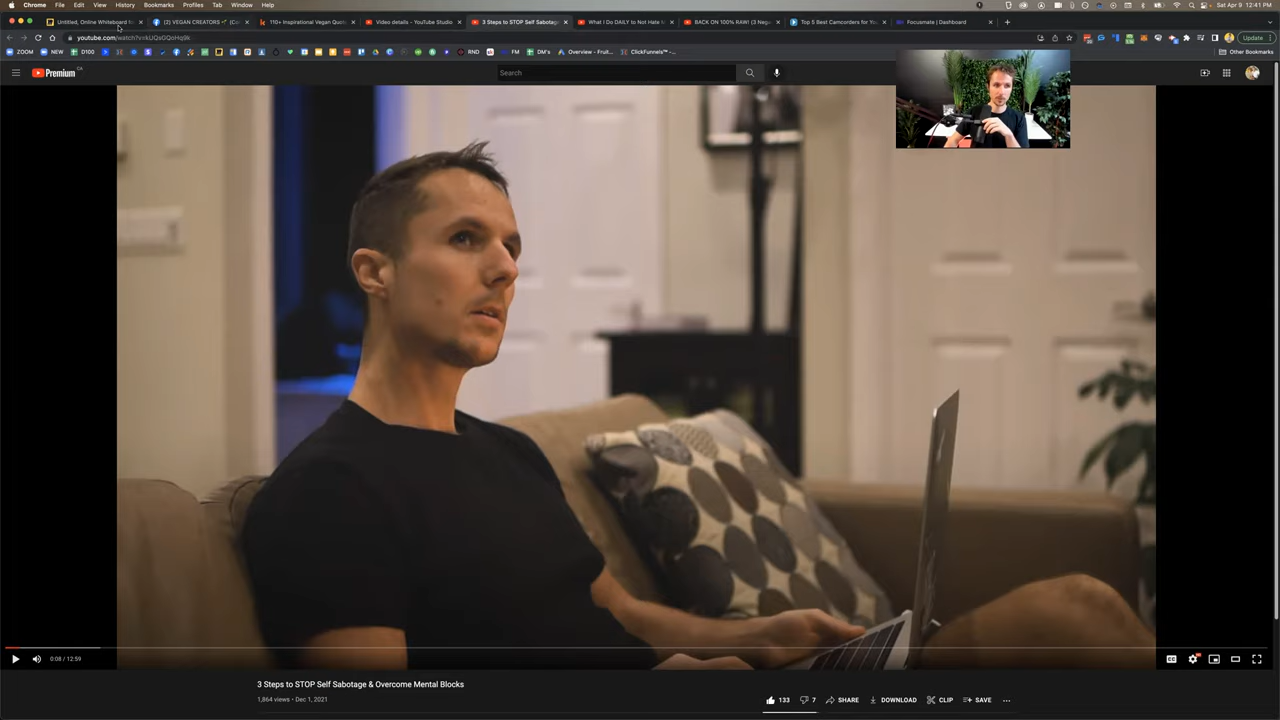 Chrome File Edit View History Bookmarks Profiles Tab Window Help
Sat Apr 9 12:41 PM
Untitled, Online Whiteboard
(2) VEGAN CREATORS
110+ Inspirational Vegan Quot
Video details - YouTube Studio
3 Steps to STOP Self Sabotag
What I Do DAILY to Not Hate M
BACK ON 100% RAW! (3 Nega
Top 5 Best Camcorders for Yo
Focusmate | Dashboard
Update
ZOOM NEW D100 RND FM DM's Overview - Fruit... ClickFunnels™ -...
Other Bookmarks
Premium CA
Search
0:08 / 12:59
3 Steps to STOP Self Sabotage & Overcome Mental Blocks
1,864 views • Dec 1, 2021
133 7 SHARE DOWNLOAD CLIP SAVE